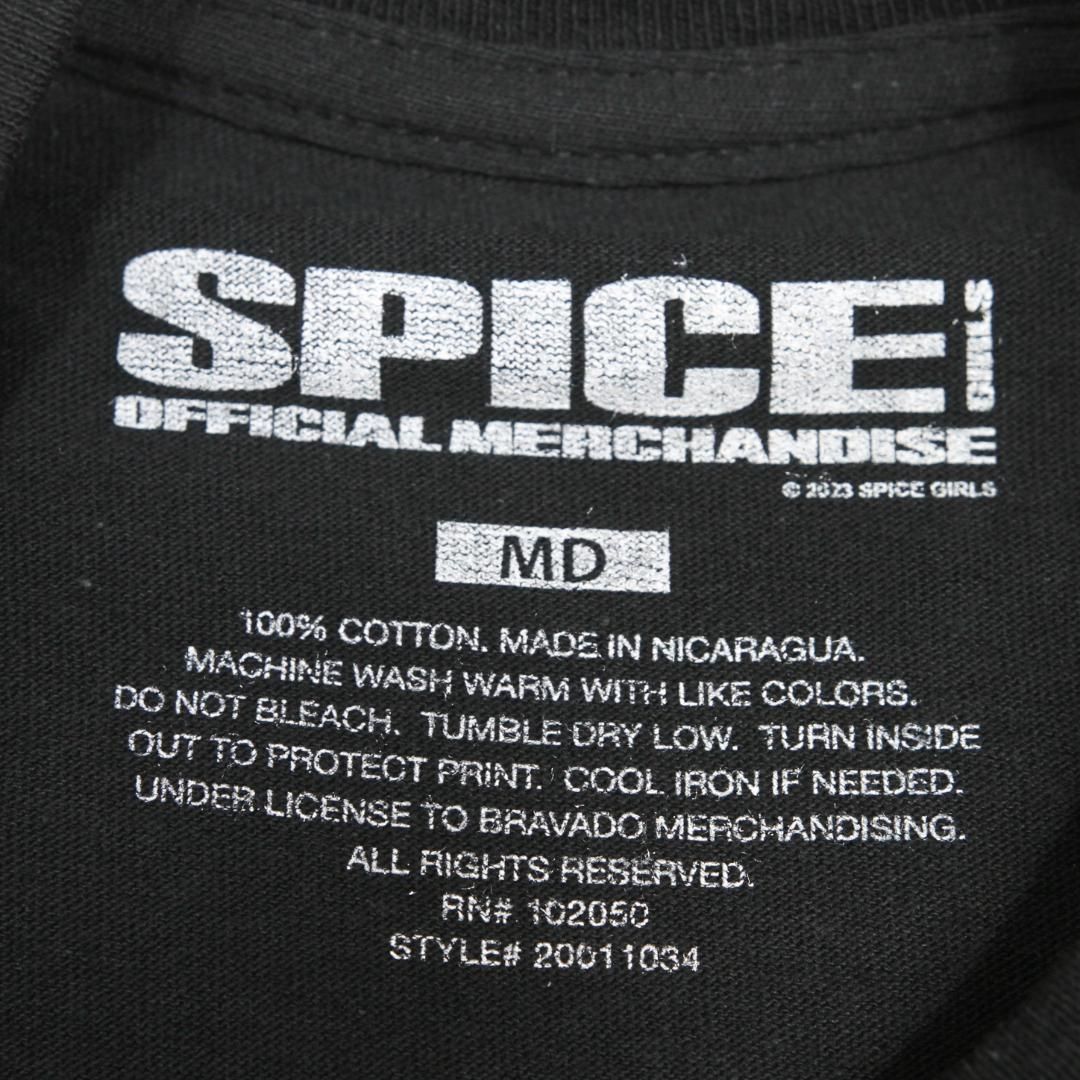 SPICE GIRLS
OFFICIAL MERCHANDISE
© 2023 SPICE GIRLS
MD
100% COTTON. MADE IN NICARAGUA.
MACHINE WASH WARM WITH LIKE COLORS.
DO NOT BLEACH. TUMBLE DRY LOW. TURN INSIDE
OUT TO PROTECT PRINT. COOL IRON IF NEEDED.
UNDER LICENSE TO BRAVADO MERCHANDISING.
ALL RIGHTS RESERVED.
RN# 102050
STYLE# 20011034